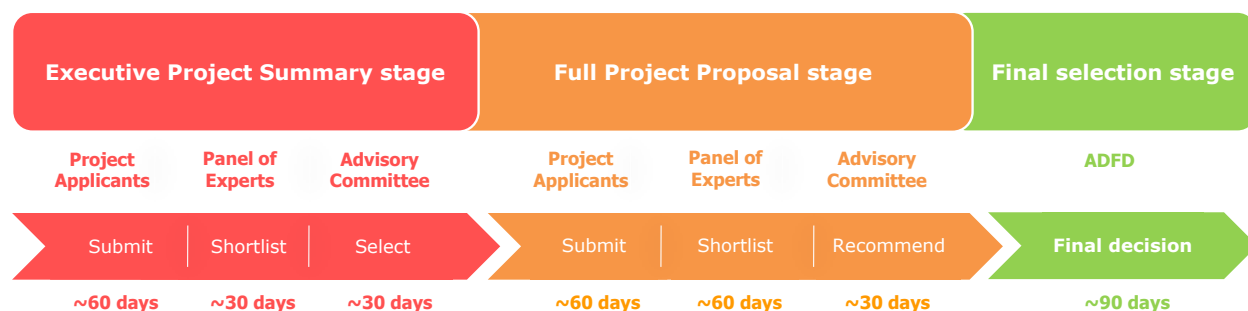 Executive Project Summary stage
Full Project Proposal stage
Final selection stage
Project
Applicants
Panel of
Experts
Advisory
Committee
Project
Applicants
Panel of
Experts
Advisory
Committee
ADFD
Submit
Shortlist
Select
Submit
Shortlist
Recommend
Final decision
~60 days
~30 days
~30 days
~60 days
~60 days
~30 days
~90 days